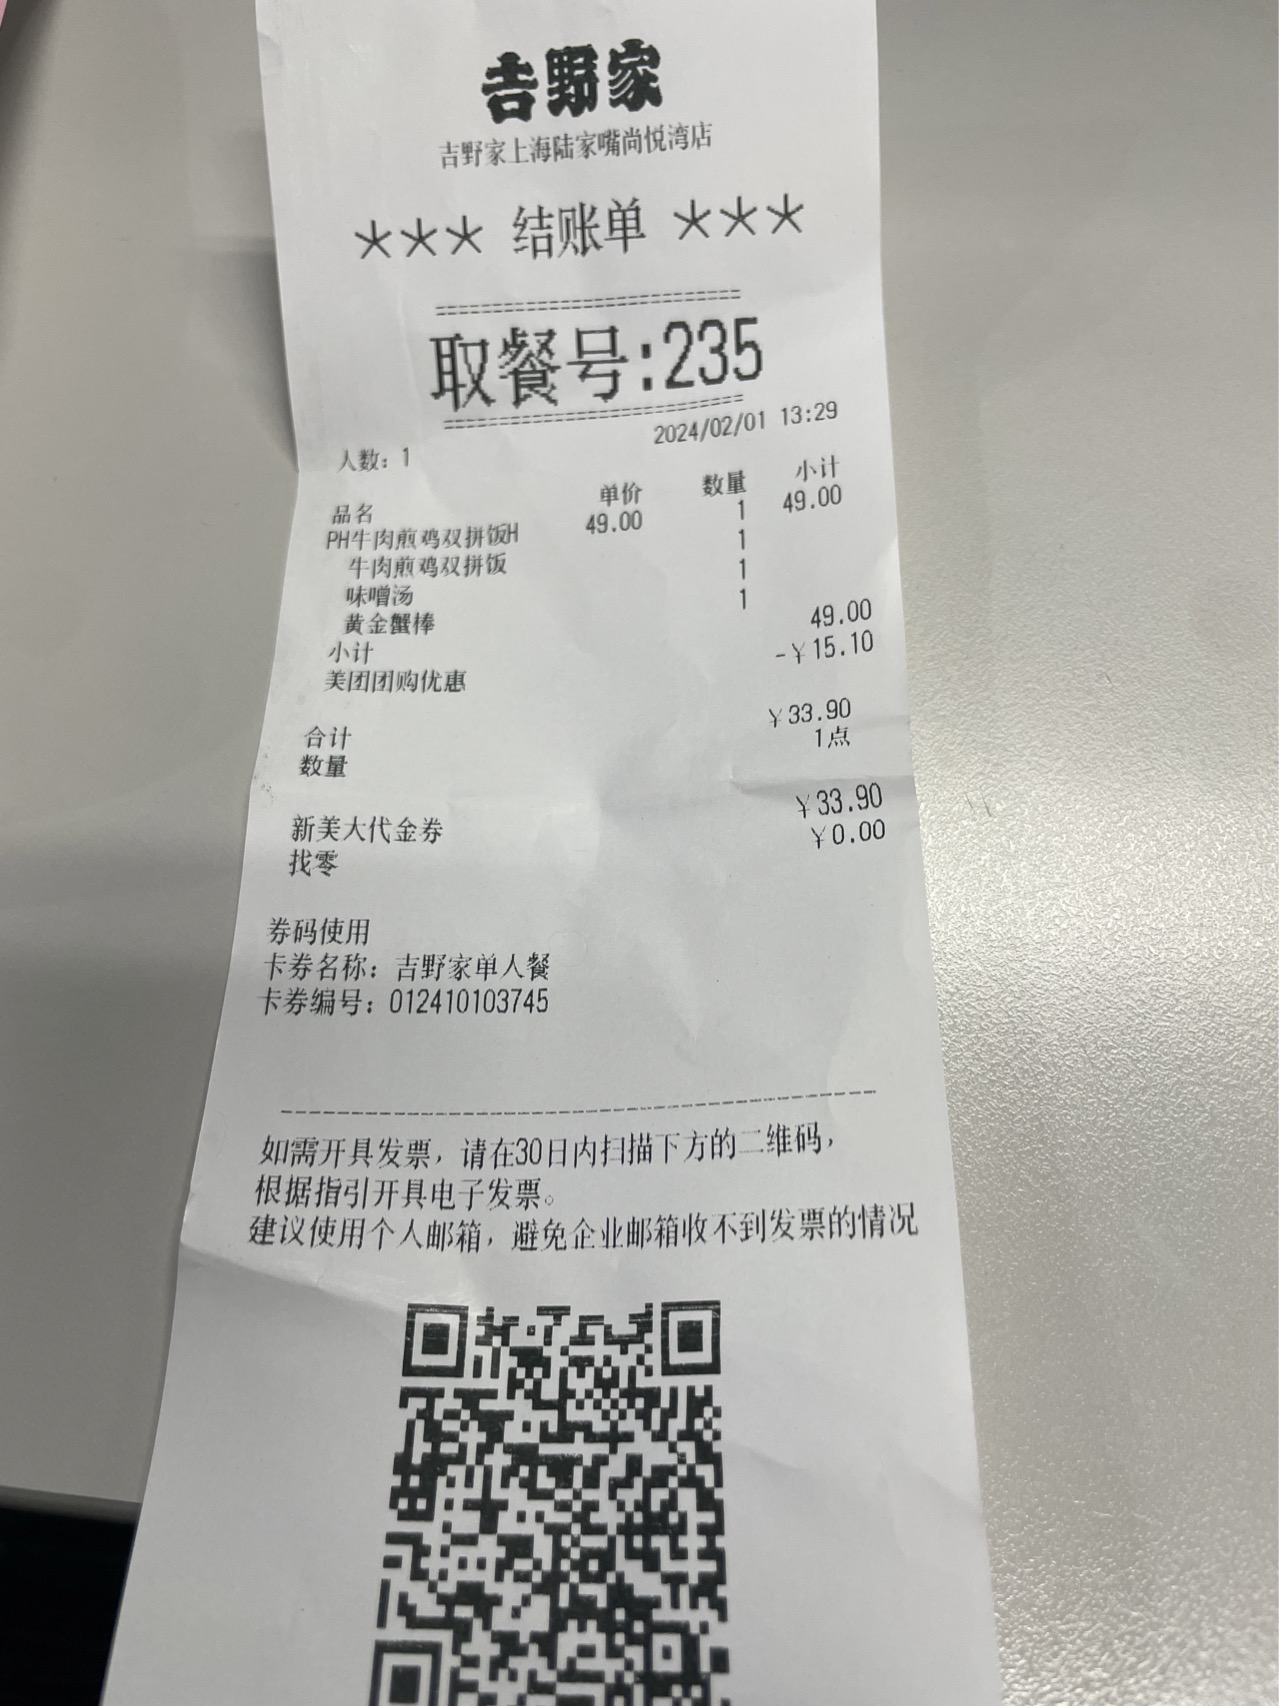 吉野家
吉野家上海陆家嘴尚悦湾店
*** 结账单 ***
取餐号:235
2024/02/01 13:29
人数: 1
品名 单价 数量 小计
PH牛肉煎鸡双拼饭H 49.00 1 49.00
牛肉煎鸡双拼饭 1
味噌汤 1
黄金蟹棒 1
小计 49.00
美团团购优惠 -¥15.10
合计 ¥33.90
数量 1点
新美大代金券 ¥33.90
找零 ¥0.00
券码使用
卡券名称: 吉野家单人餐
卡券编号: 012410103745
如需开具发票，请在30日内扫描下方的二维码，
根据指引开具电子发票。
建议使用个人邮箱，避免企业邮箱收不到发票的情况